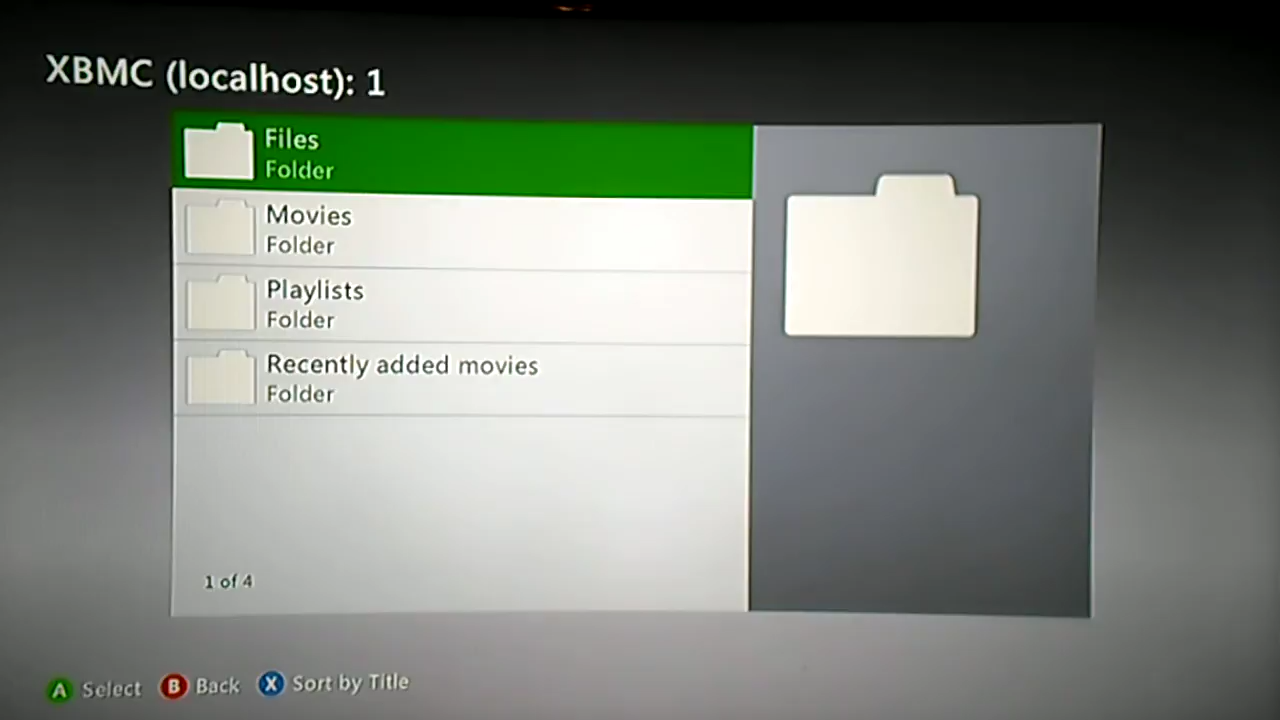 XBMC (localhost): 1
Files
Folder
Movies
Folder
Playlists
Folder
Recently added movies
Folder
1 of 4
A Select B Back X Sort by Title